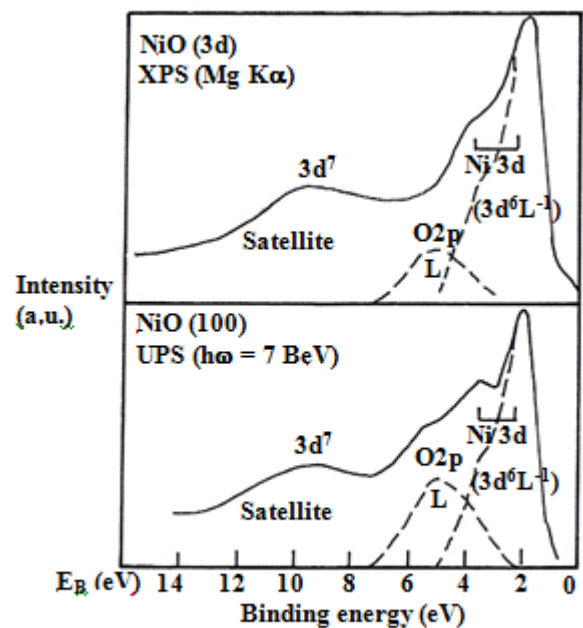 NiO (3d)
XPS (Mg Kα)
3d⁷
Ni 3d
(3d⁶L⁻¹)
O2p
Satellite
L
Intensity
(a,u.)
NiO (100)
UPS (hω = 7 BeV)
3d⁷
Ni 3d
O2p
(3d⁶L⁻¹)
L
Satellite
E_B (eV) 14 12 10 8 6 4 2 0
Binding energy (eV)